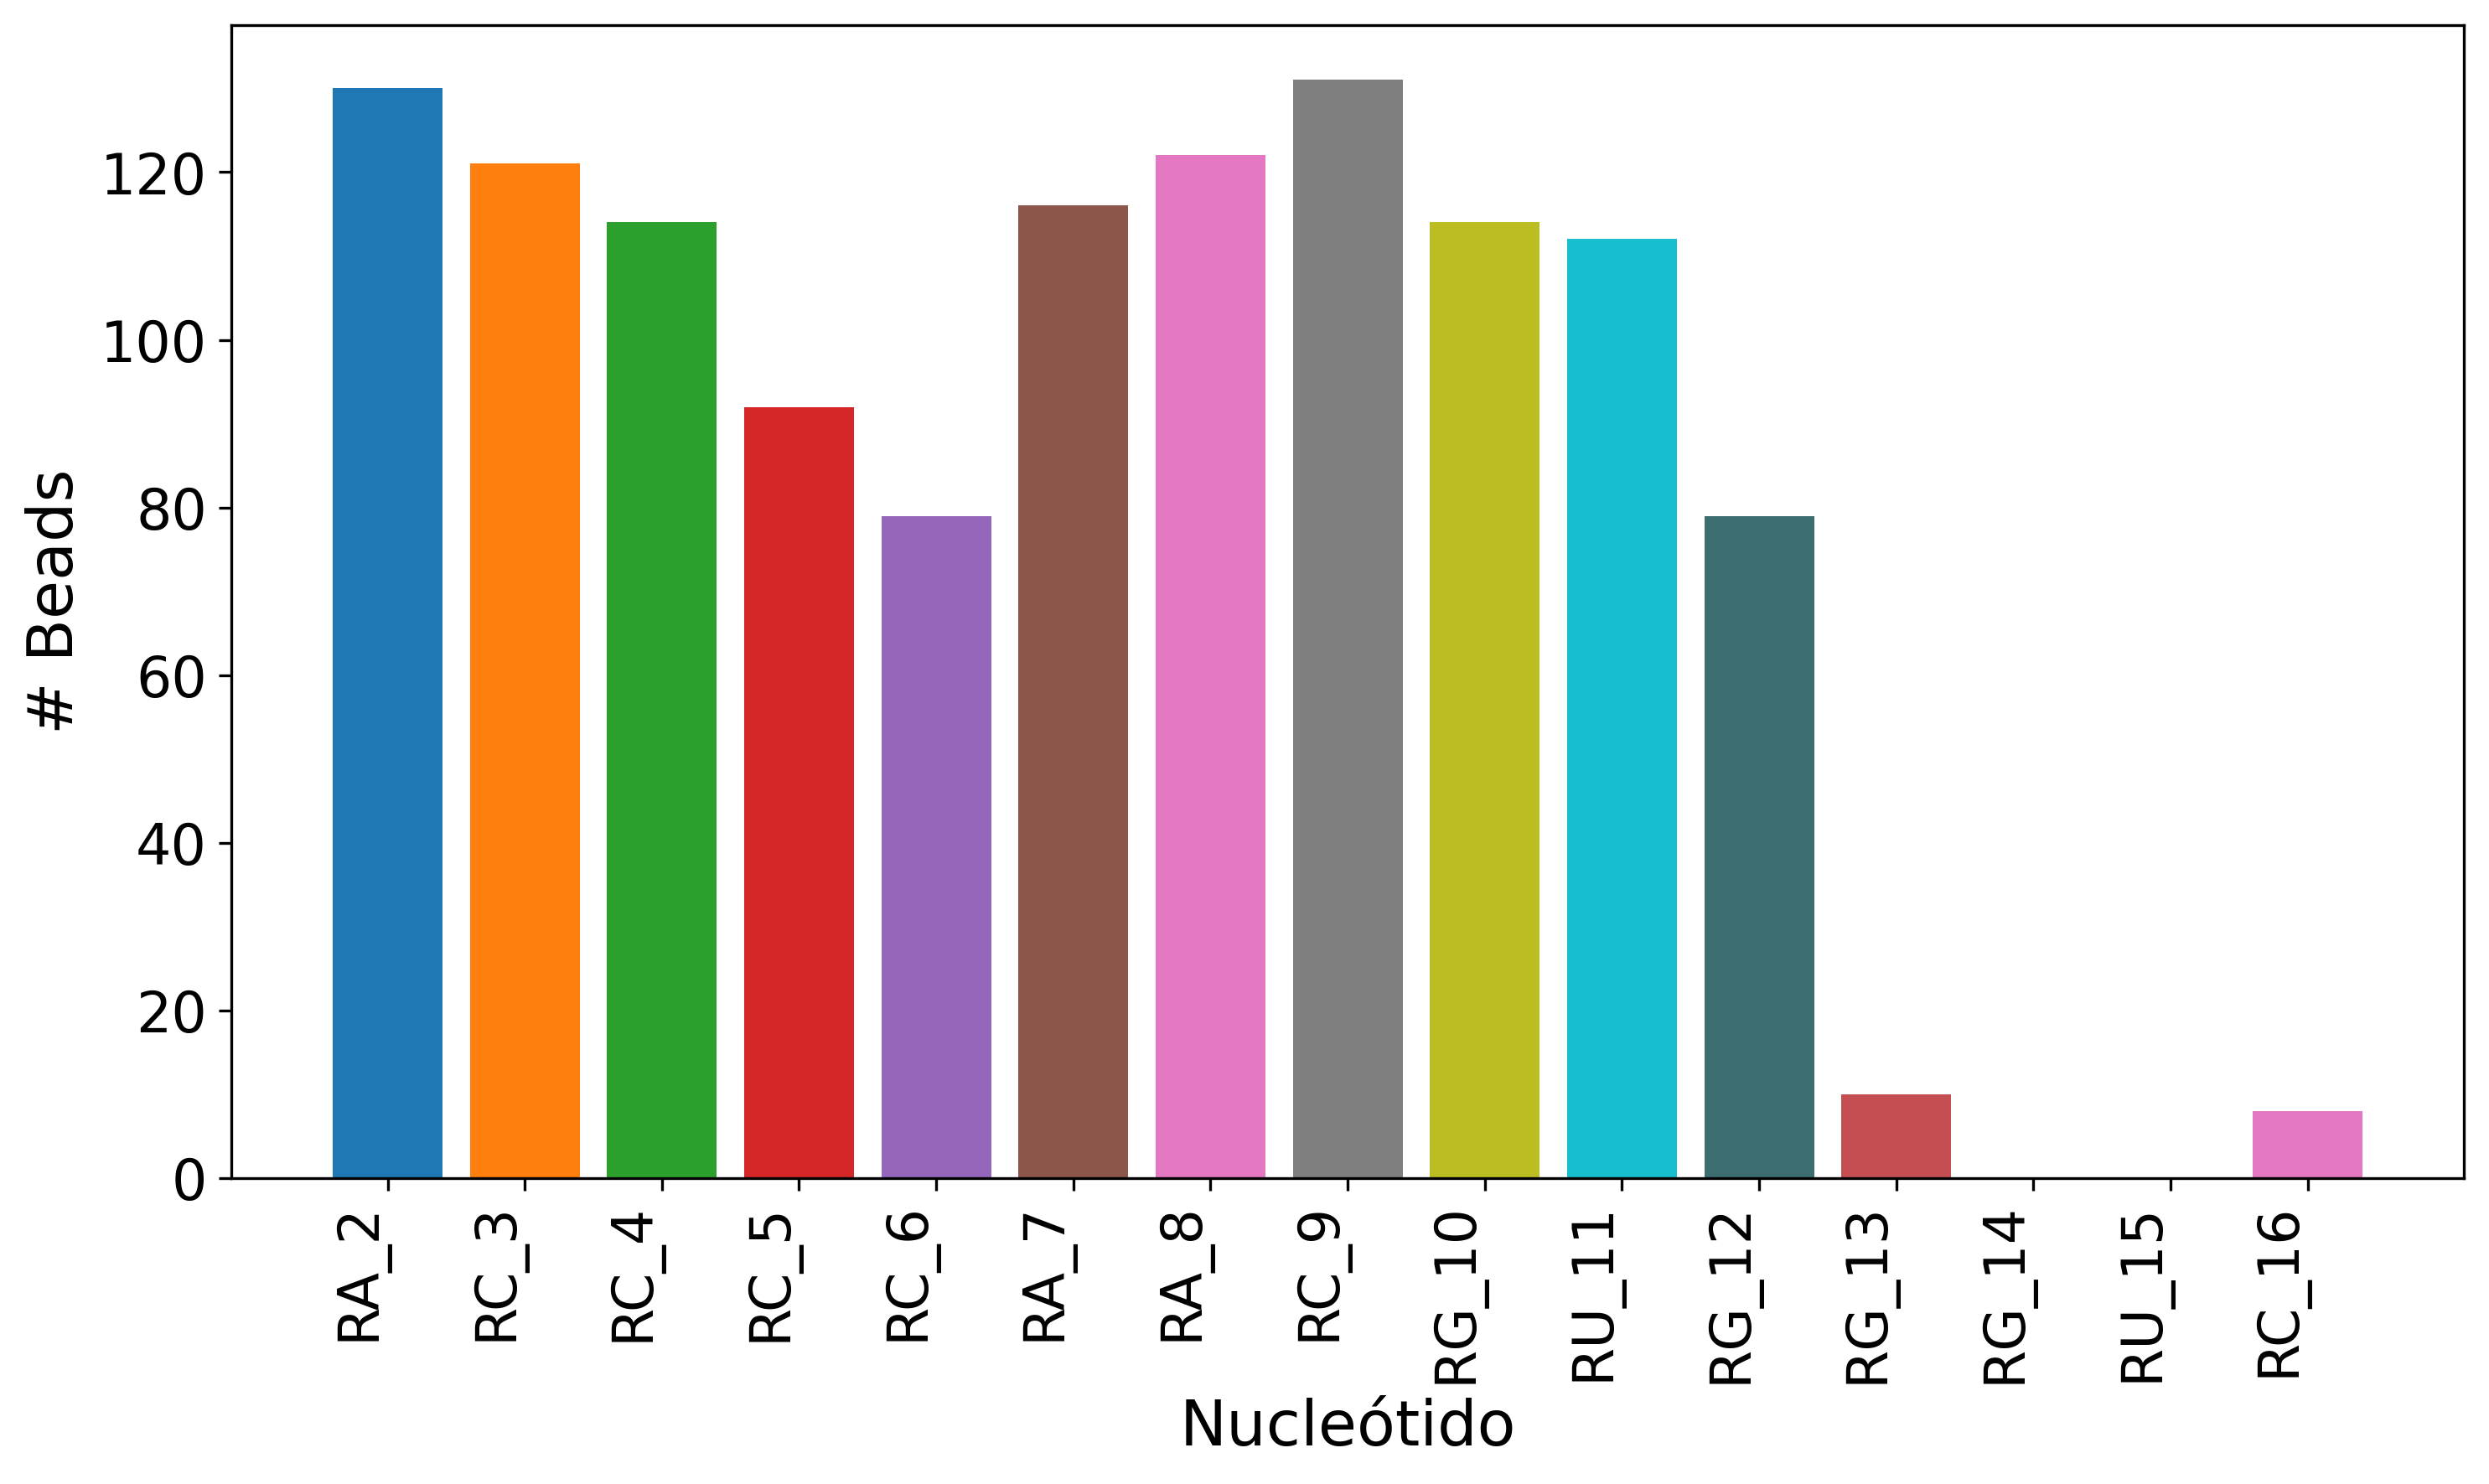 # Beads
120
100
80
60
40
20
0
RA_2
RC_3
RC_4
RC_5
RC_6
RA_7
RA_8
RC_9
RG_10
RU_11
RG_12
RG_13
RG_14
RU_15
RC_16
Nucleótido